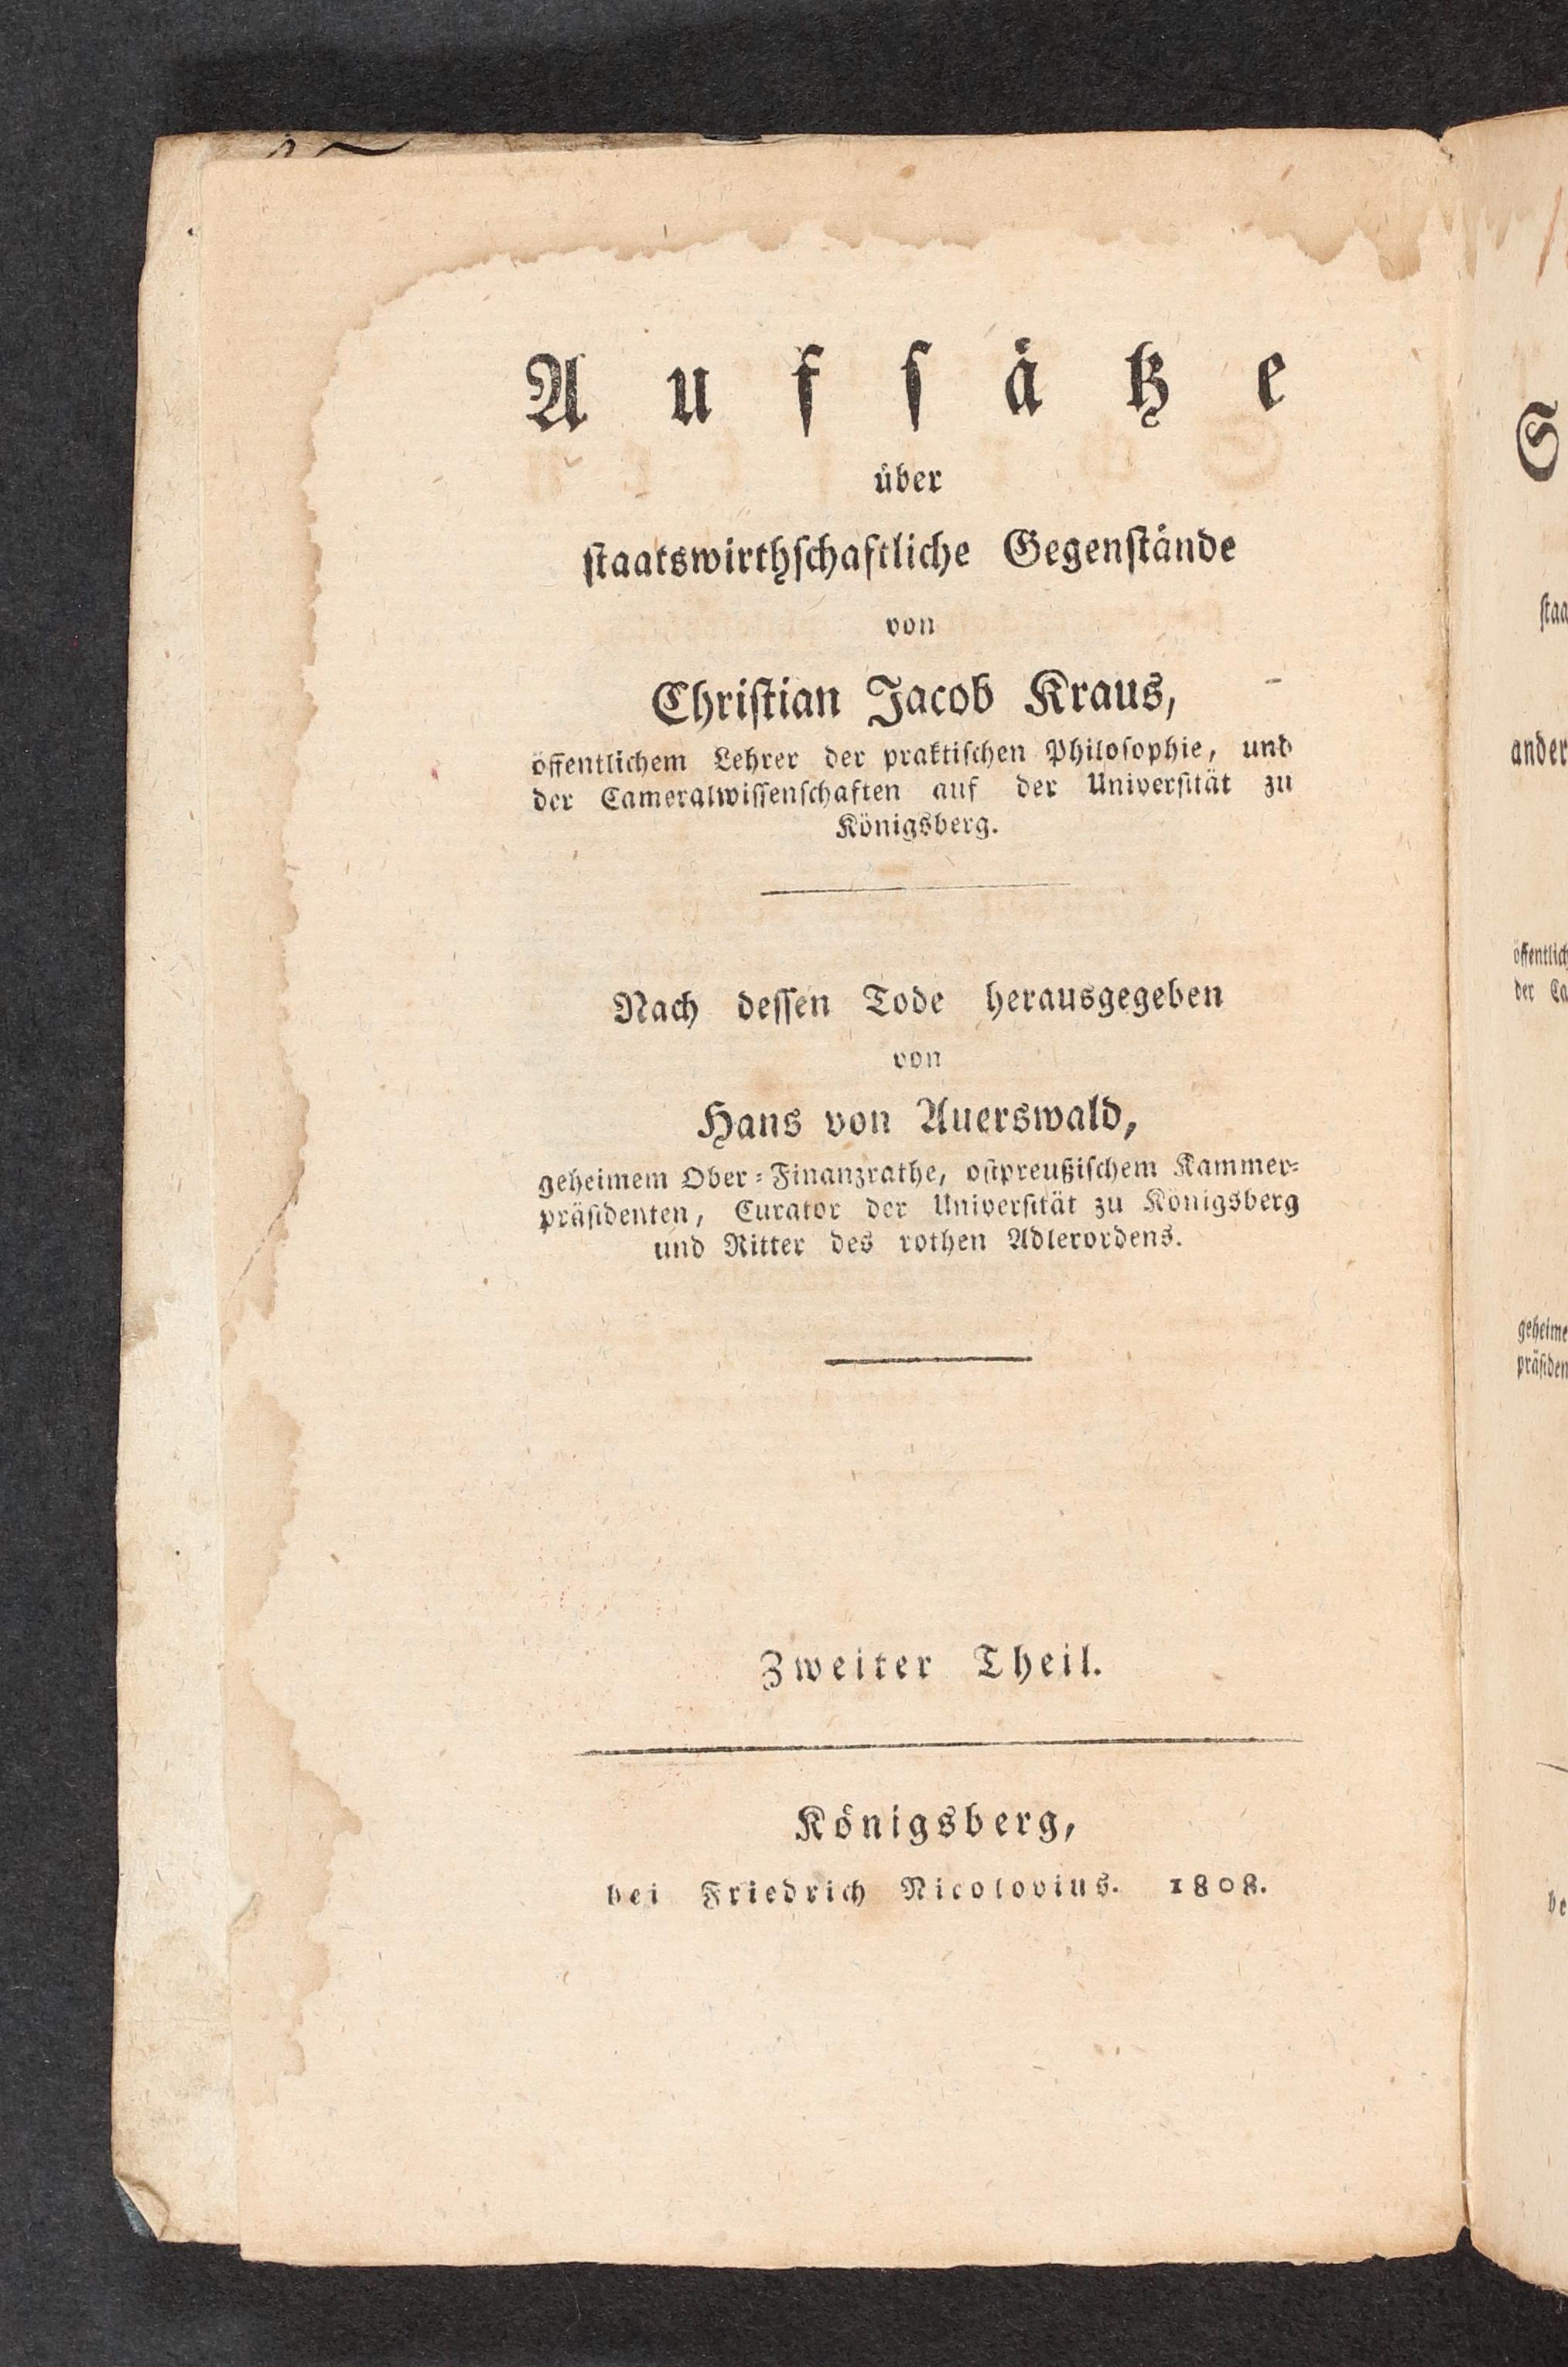 Aufſätze
über
ſtaatswirthſchaftliche Gegenſtände
von
Chriſtian Jacob Kraus,
öffentlichem Lehrer der praktiſchen Philoſophie, und
der Cameralwiſſenſchaften auf der Univerſität zu
Königsberg.
Nach deſſen Tode herausgegeben
von
Hans von Auerswald,
geheimem Ober-Finanzrathe, oſtpreußiſchem Kammer-
präſidenten, Curator der Univerſität zu Königsberg
und Ritter des rothen Adlerordens.
Zweiter Theil.
Königsberg,
bei Friedrich Nicolovius. 1808.